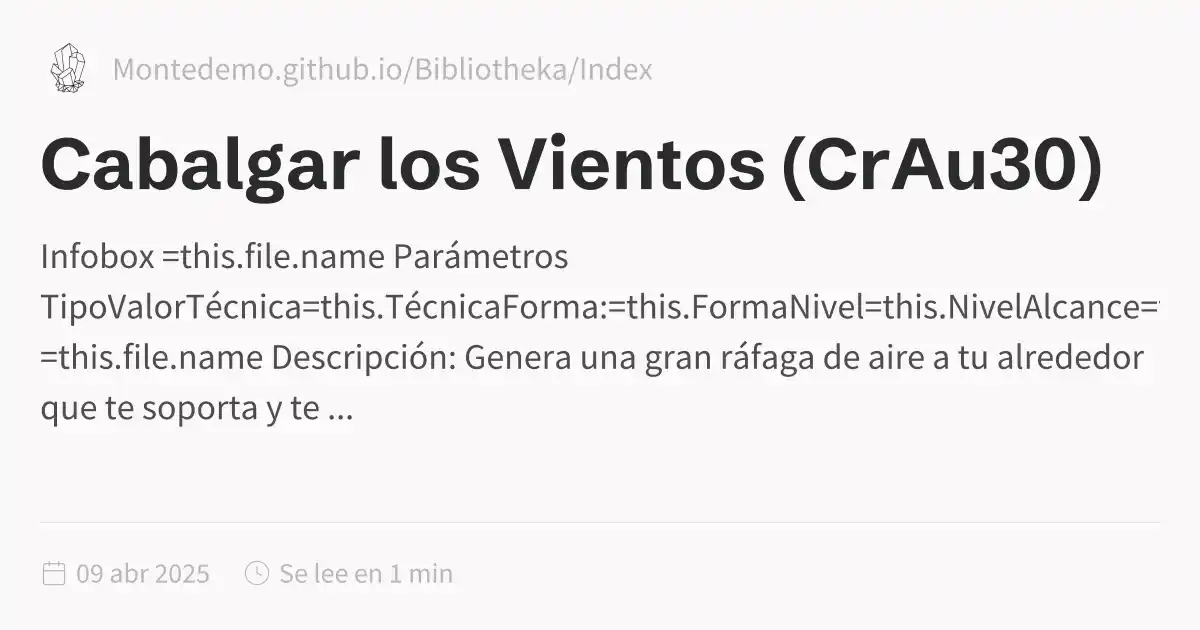 Montedemo.github.io/Bibliotheka/Index
Cabalgar los Vientos (CrAu30)
Infobox =this.file.name Parámetros
TipoValorTécnica=this.TécnicaForma:=this.FormaNivel=this.NivelAlcance=
=this.file.name Descripción: Genera una gran ráfaga de aire a tu alrededor
que te soporta y te ...
09 abr 2025 Se lee en 1 min